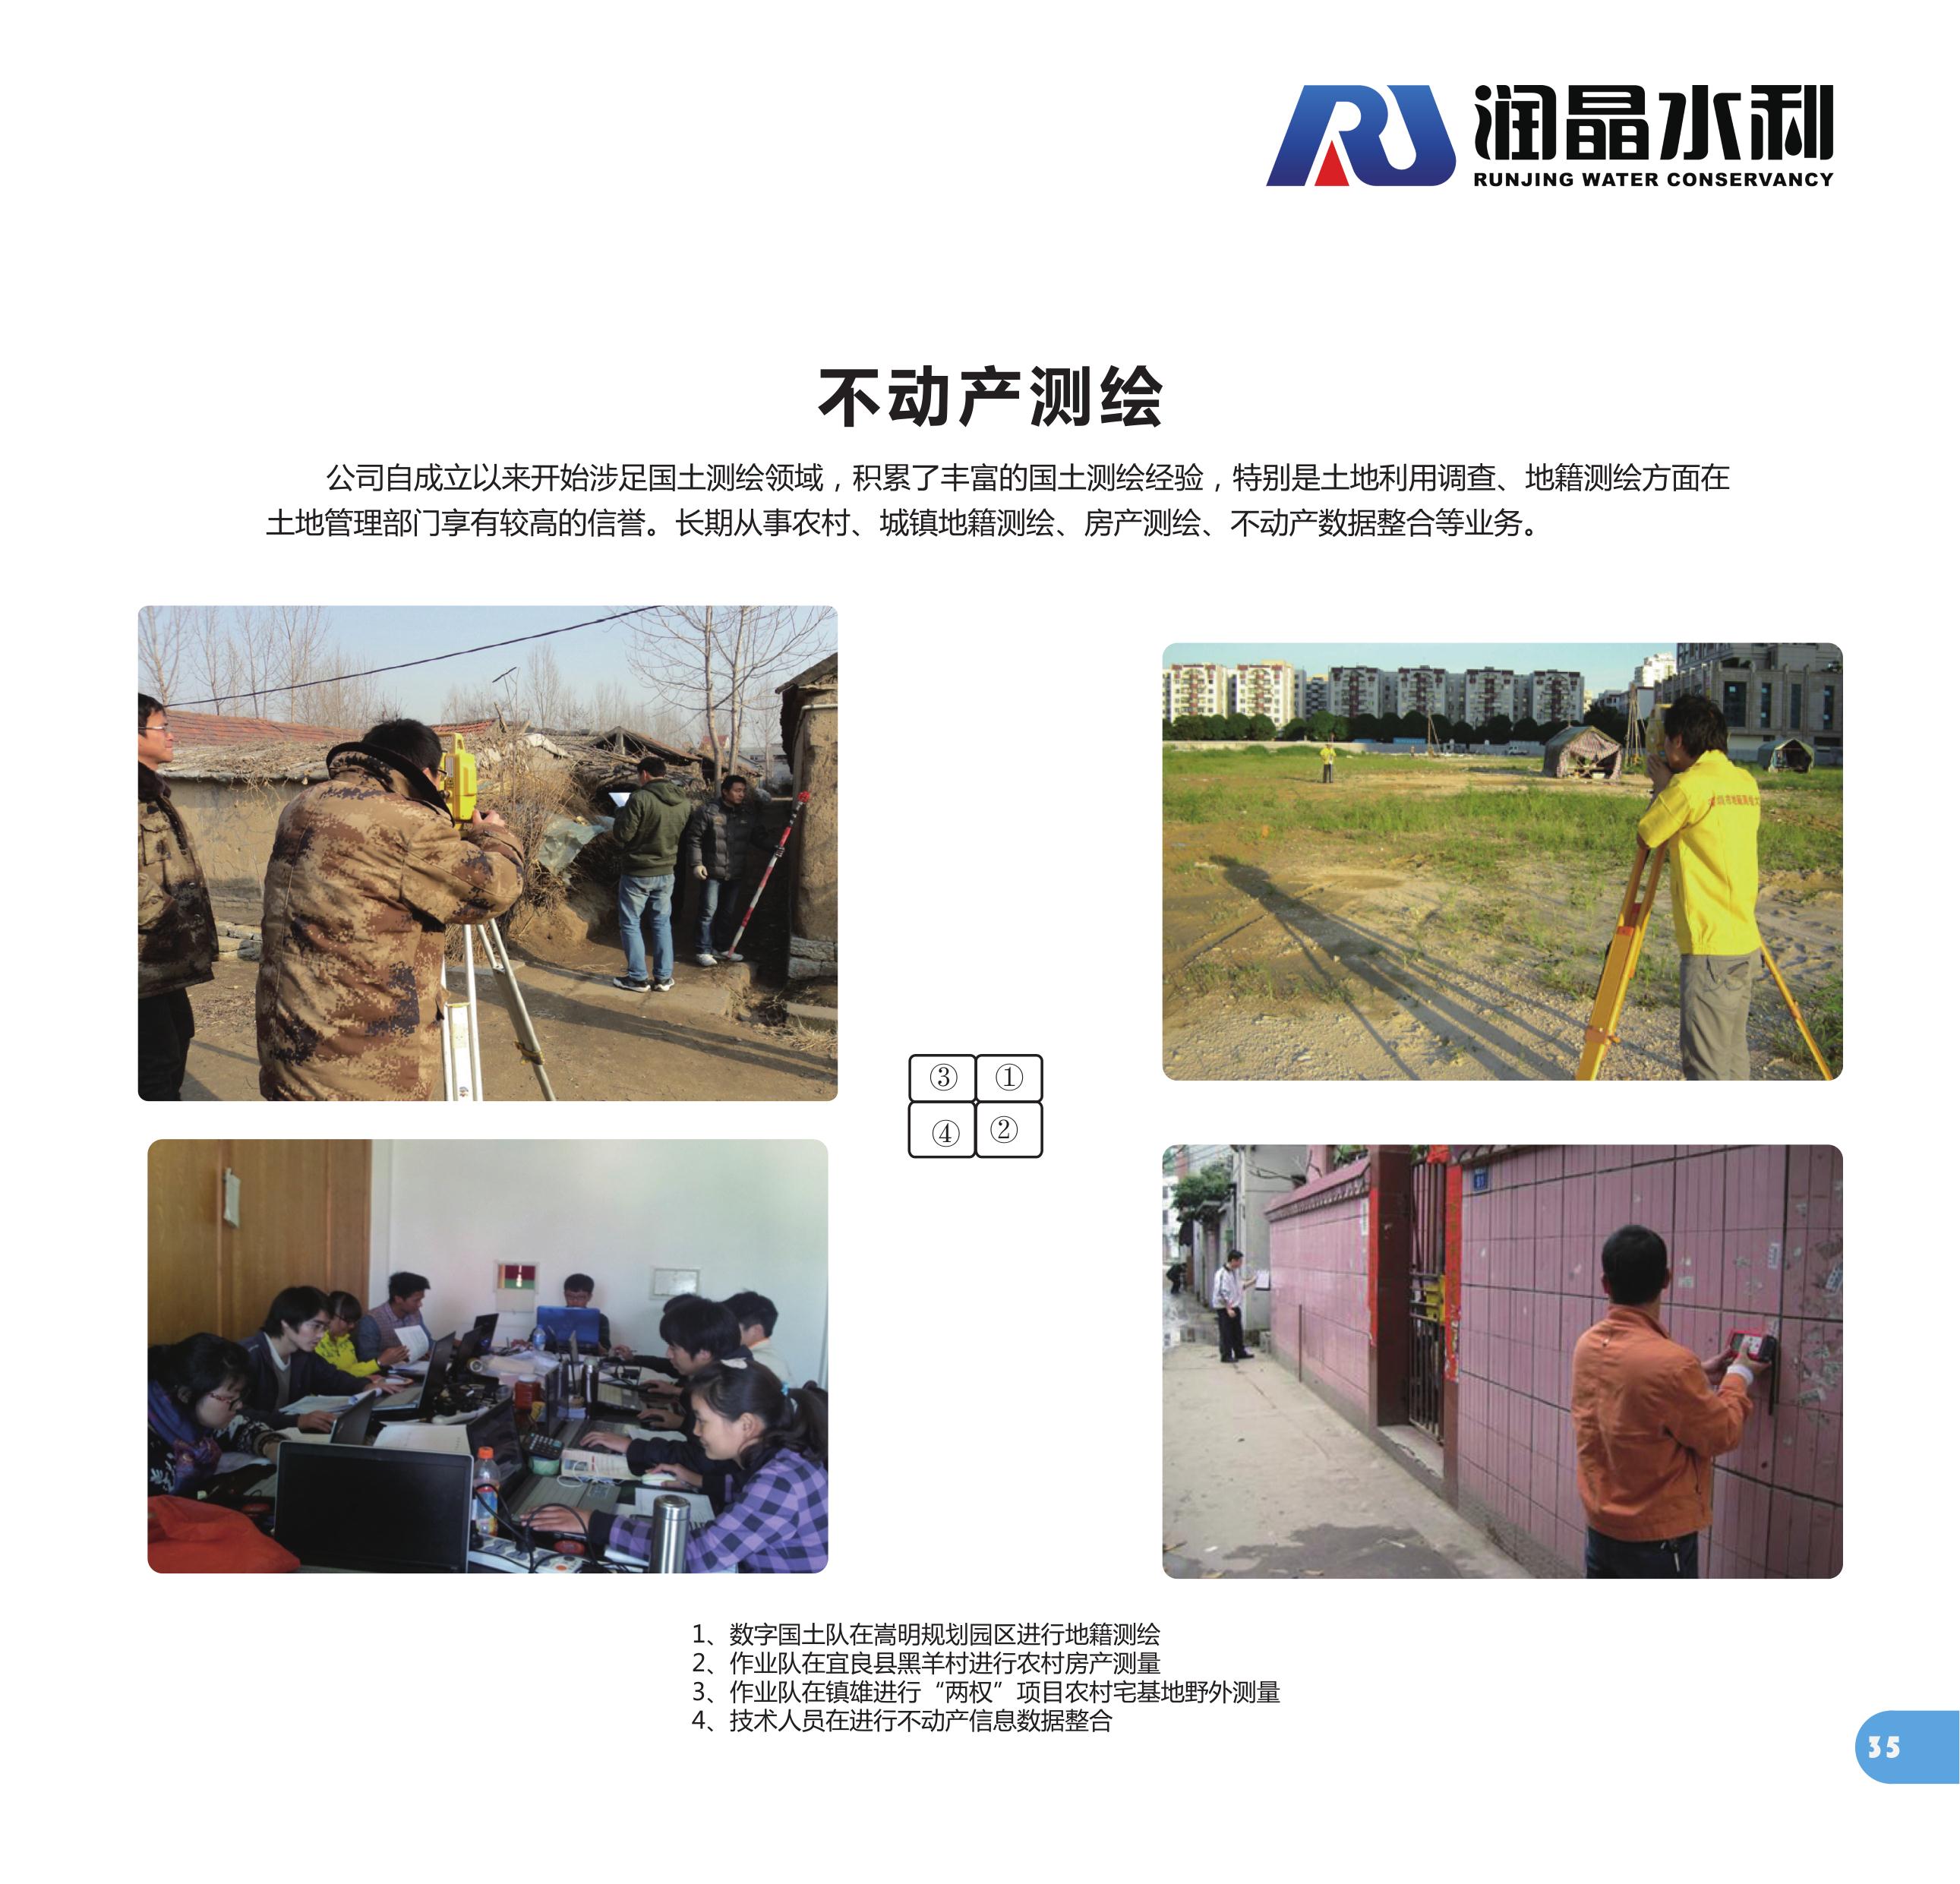 润晶水利
RUNJING WATER CONSERVANCY
不动产测绘
公司自成立以来开始涉足国土测绘领域，积累了丰富的国土测绘经验，特别是土地利用调查、地籍测绘方面在
土地管理部门享有较高的信誉。长期从事农村、城镇地籍测绘、房产测绘、不动产数据整合等业务。
③ ①
④ ②
1、数字国土队在嵩明规划园区进行地籍测绘
2、作业队在宜良县黑羊村进行农村房产测量
3、作业队在镇雄进行“两权”项目农村宅基地野外测量
4、技术人员在进行不动产信息数据整合
35